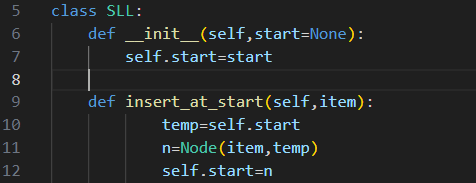 5 class SLL:
6     def __init__(self,start=None):
7         self.start=start
8
9     def insert_at_start(self,item):
10             temp=self.start
11             n=Node(item,temp)
12             self.start=n